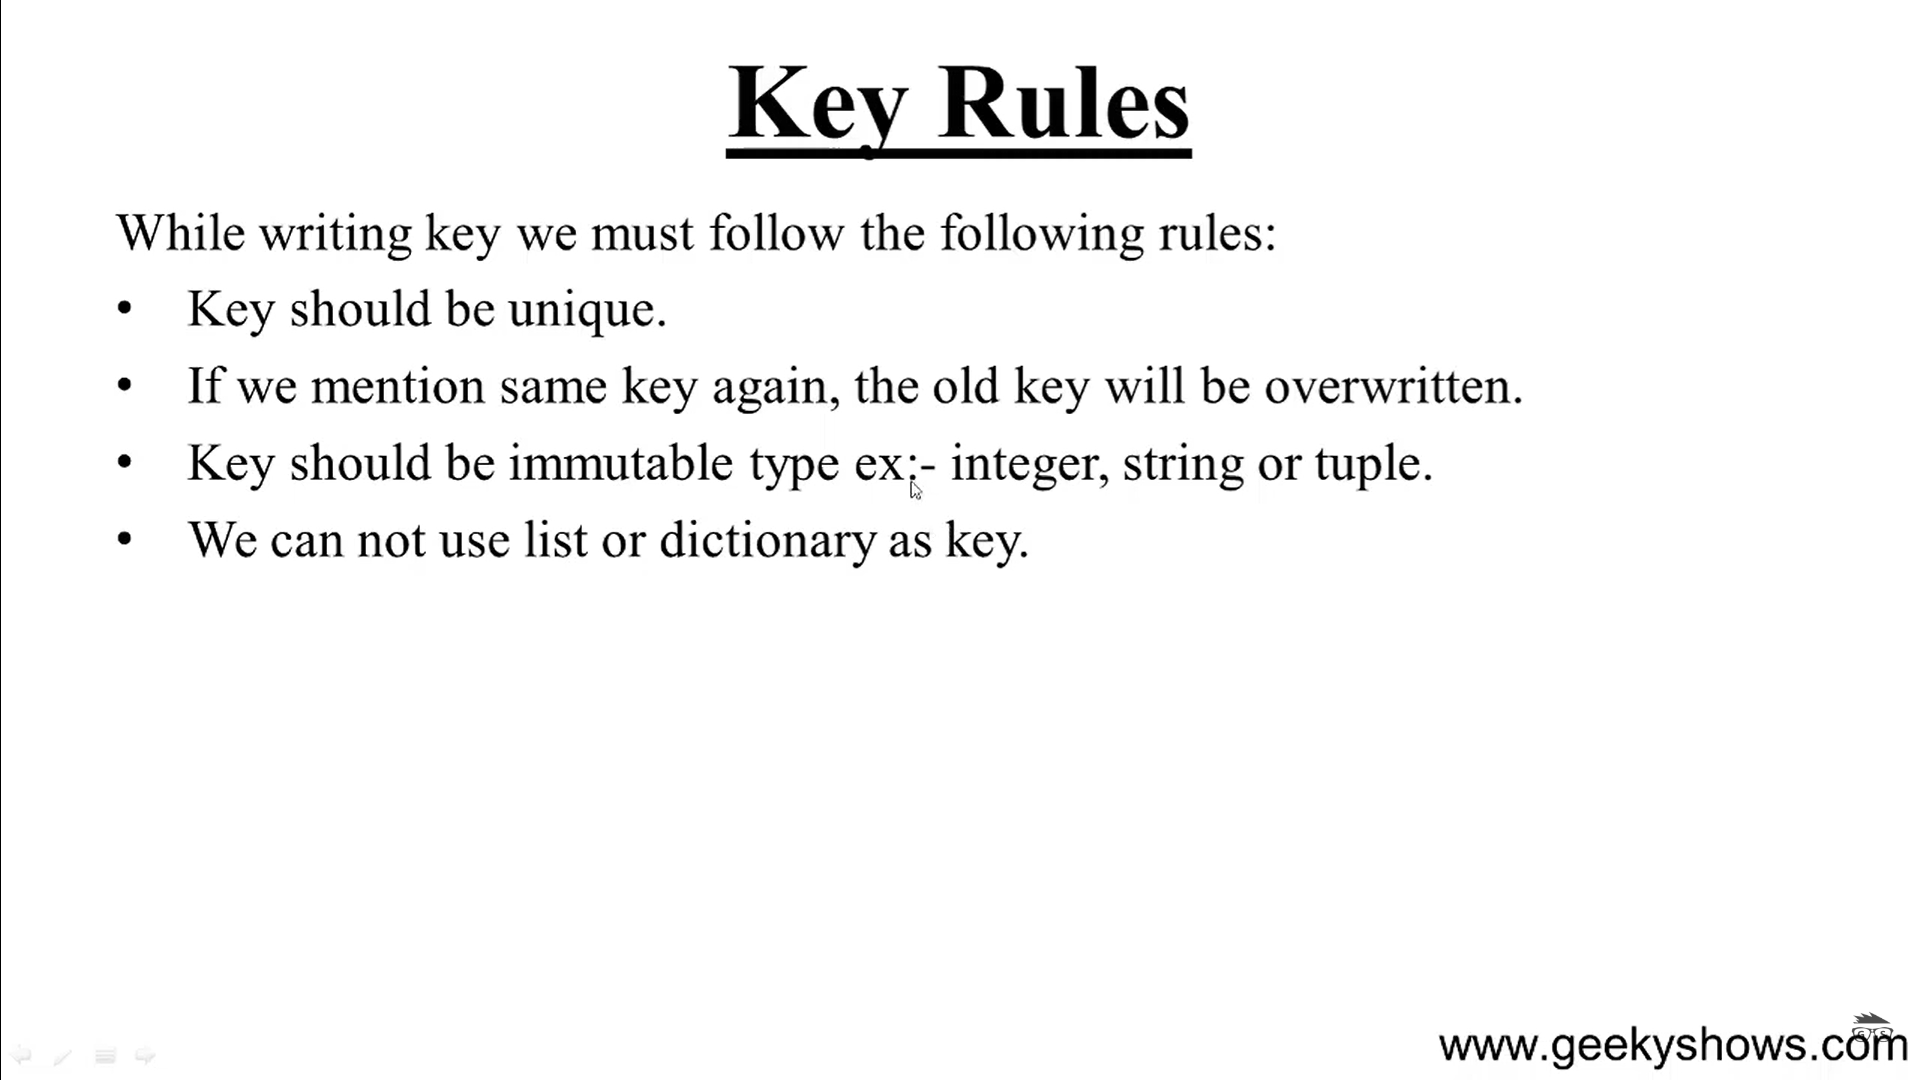 Key Rules
While writing key we must follow the following rules:
• Key should be unique.
• If we mention same key again, the old key will be overwritten.
• Key should be immutable type ex:- integer, string or tuple.
• We can not use list or dictionary as key.
www.geekyshows.com